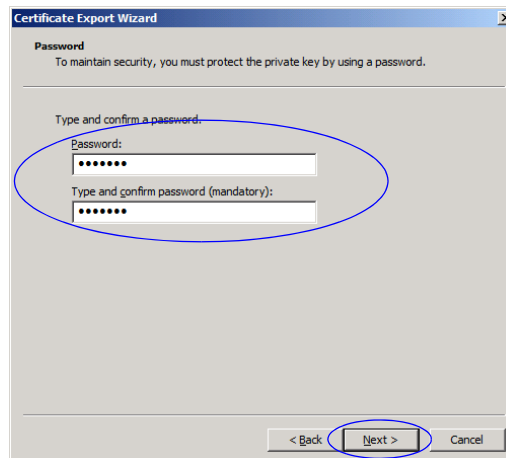 Certificate Export Wizard
Password
To maintain security, you must protect the private key by using a password.
Type and confirm a password.
Password:
●●●●●●●
Type and confirm password (mandatory):
●●●●●●●
< Back
Next >
Cancel